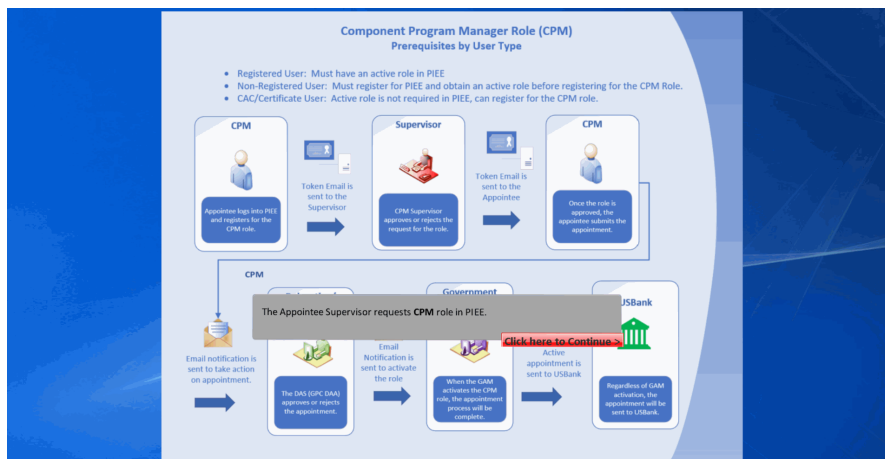 Component Program Manager Role (CPM)
Prerequisites by User Type
• Registered User: Must have an active role in PIEE
• Non-Registered User: Must register for PIEE and obtain an active role before registering for the CPM Role.
• CAC/Certificate User: Active role is not required in PIEE, can register for the CPM role.
CPM
Appointee logs into PIEE
and registers for the
CPM role.
Token Email is
sent to the
Supervisor
Supervisor
CPM Supervisor
approves or rejects the
request for the role.
Token Email is
sent to the
Appointee
CPM
Once the role is
approved, the
appointee submits the
appointment.
CPM
Email notification is
sent to take action
on appointment.
The DAS (GPC DAA)
approves or rejects
the appointment.
Email
Notification is
sent to activate
the role
Government
When the GAM
activates the CPM
role, the appointment
process will be
complete.
Active
appointment is
sent to USBank
USBank
Regardless of GAM
activation, the
appointment will be
sent to USBank.
The Appointee Supervisor requests CPM role in PIEE.
Click here to Continue >